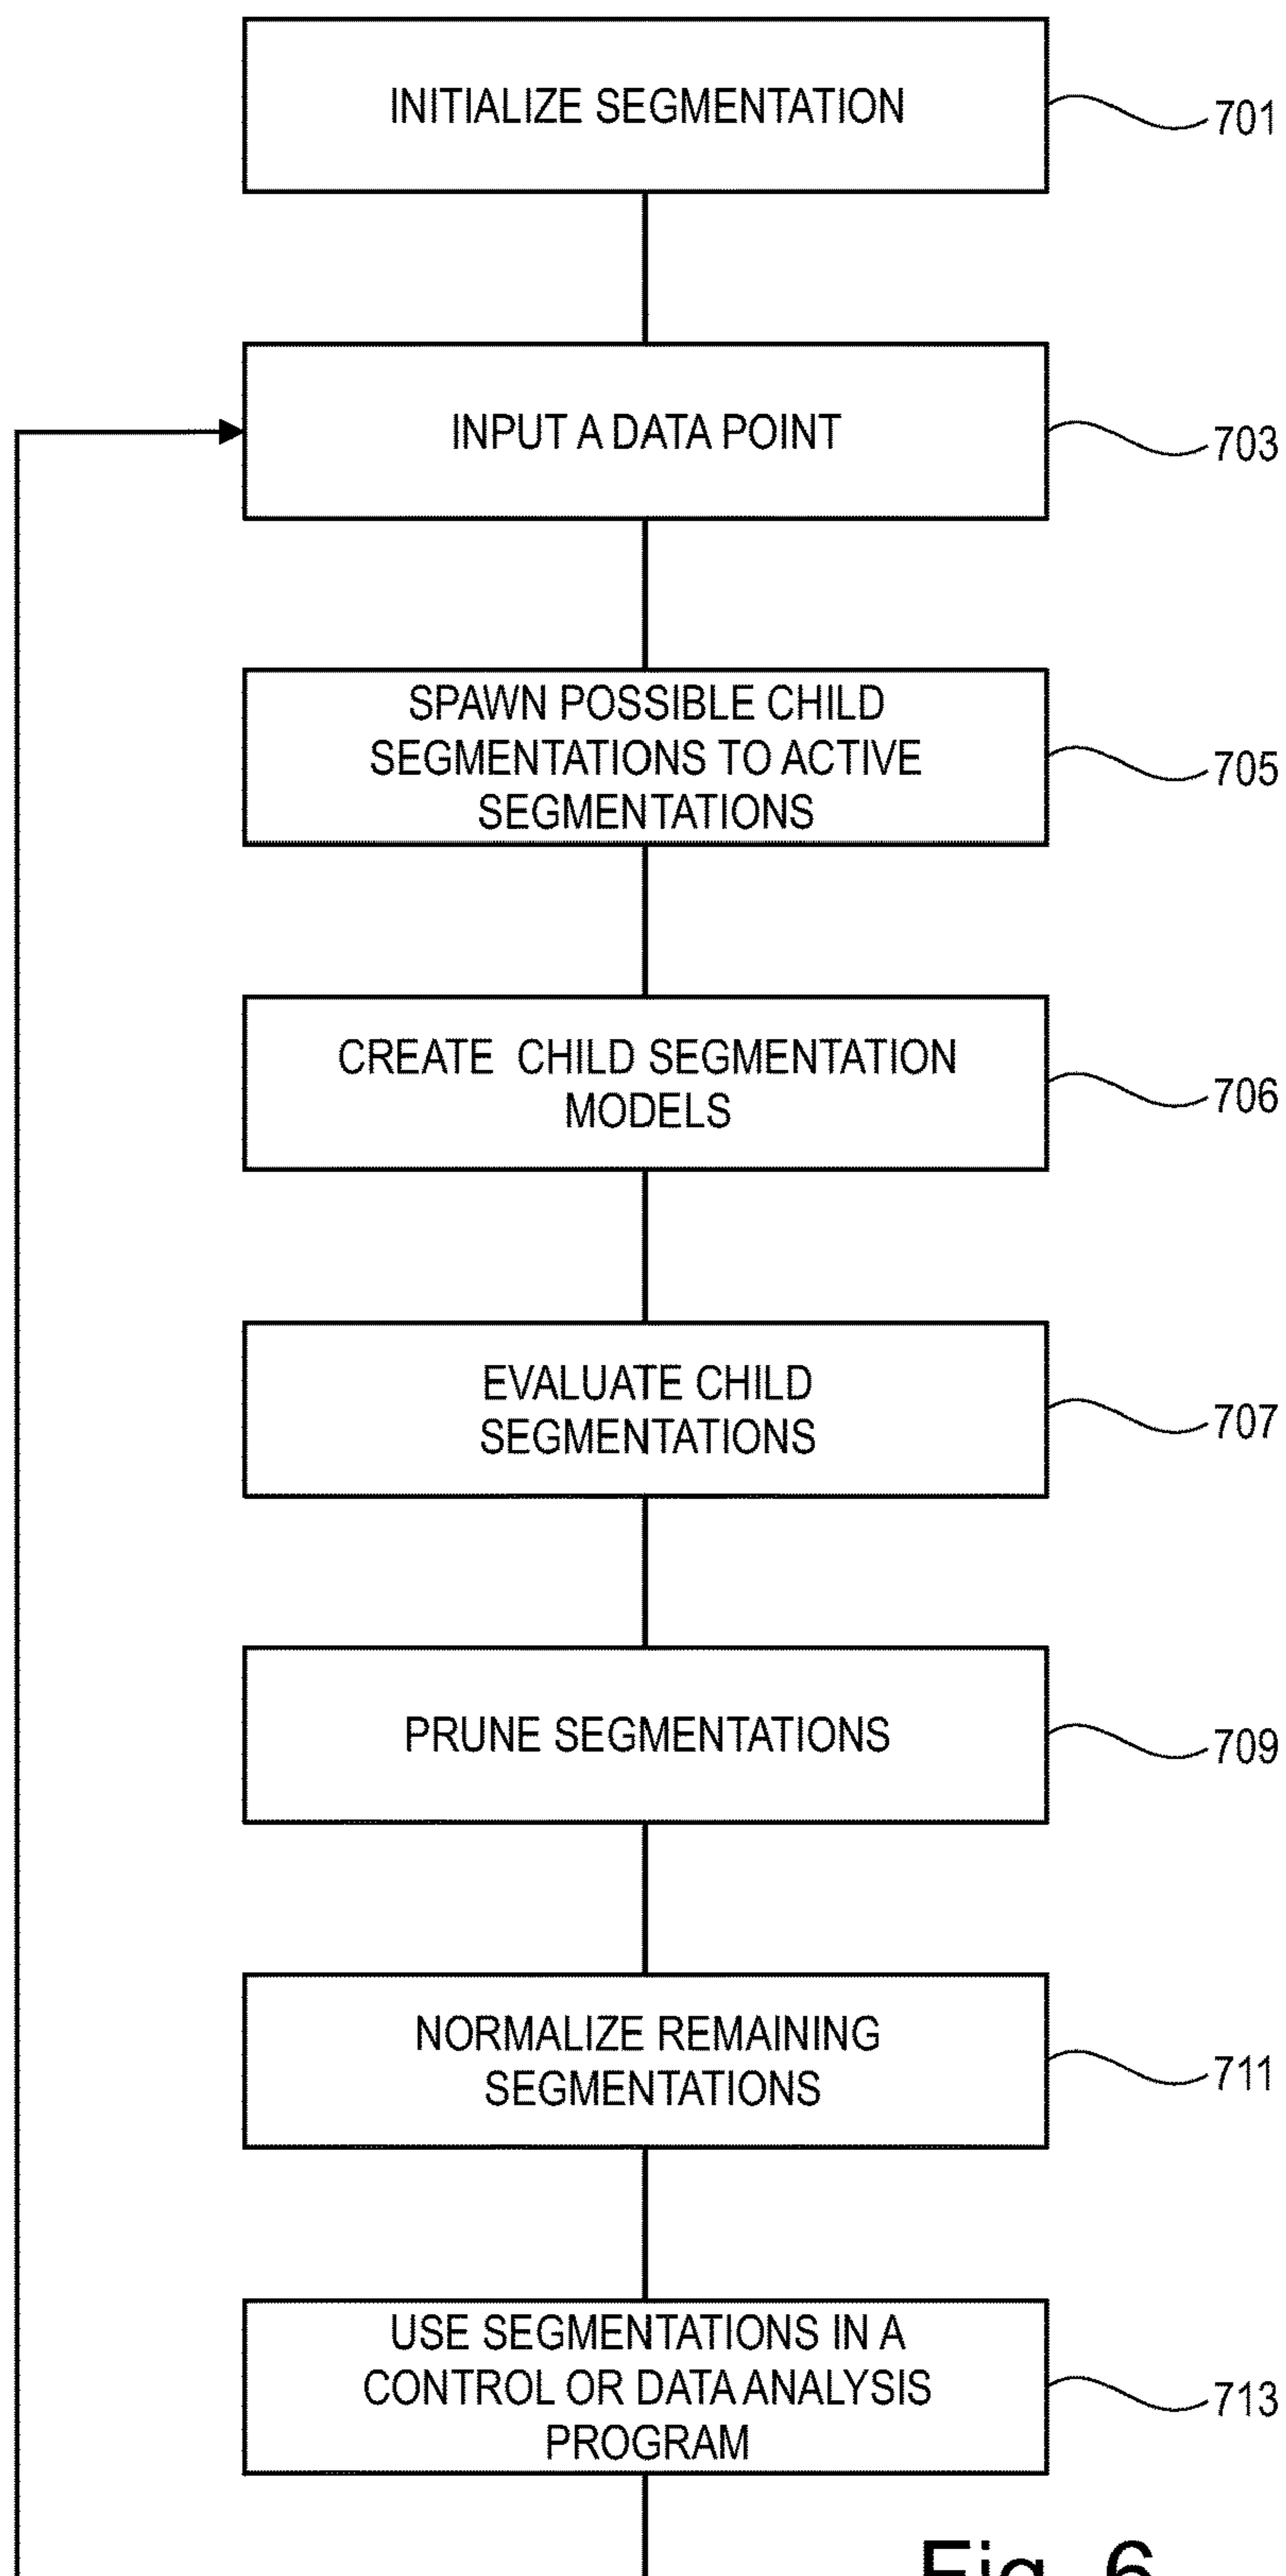 INITIALIZE SEGMENTATION
701
INPUT A DATA POINT
703
SPAWN POSSIBLE CHILD
SEGMENTATIONS TO ACTIVE
SEGMENTATIONS
705
CREATE CHILD SEGMENTATION
MODELS
706
EVALUATE CHILD
SEGMENTATIONS
707
PRUNE SEGMENTATIONS
709
NORMALIZE REMAINING
SEGMENTATIONS
711
USE SEGMENTATIONS IN A
CONTROL OR DATA ANALYSIS
PROGRAM
713
Fig. 6